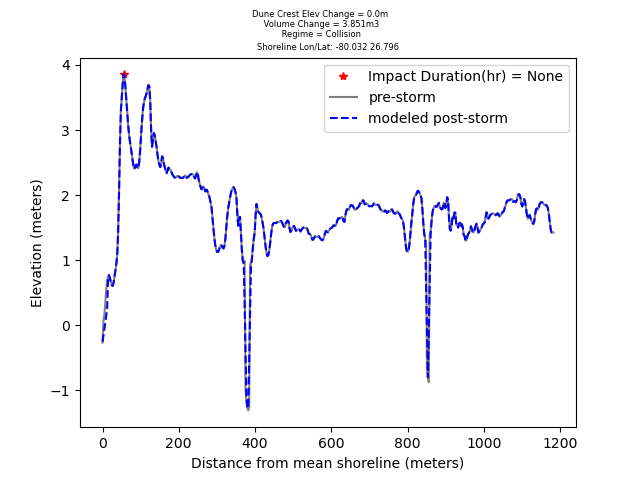 Dune Crest Elev Change = 0.0m
Volume Change = 3.851m3
Regime = Collision
Shoreline Lon/Lat: -80.032 26.796
Impact Duration(hr) = None
pre-storm
modeled post-storm
Elevation (meters)
4
3
2
1
0
−1
0 200 400 600 800 1000 1200
Distance from mean shoreline (meters)